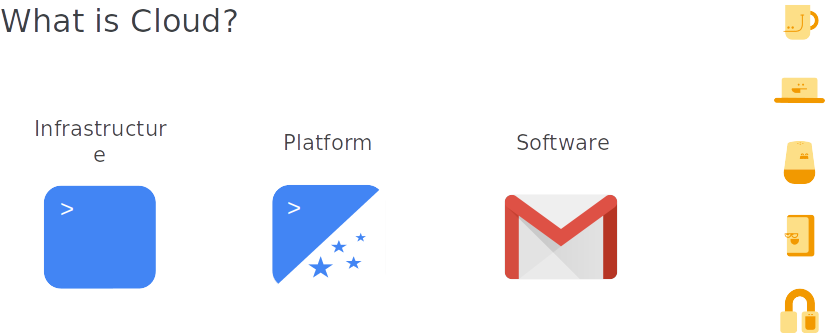 What is Cloud?
Infrastructur
e
Platform
Software
>
>